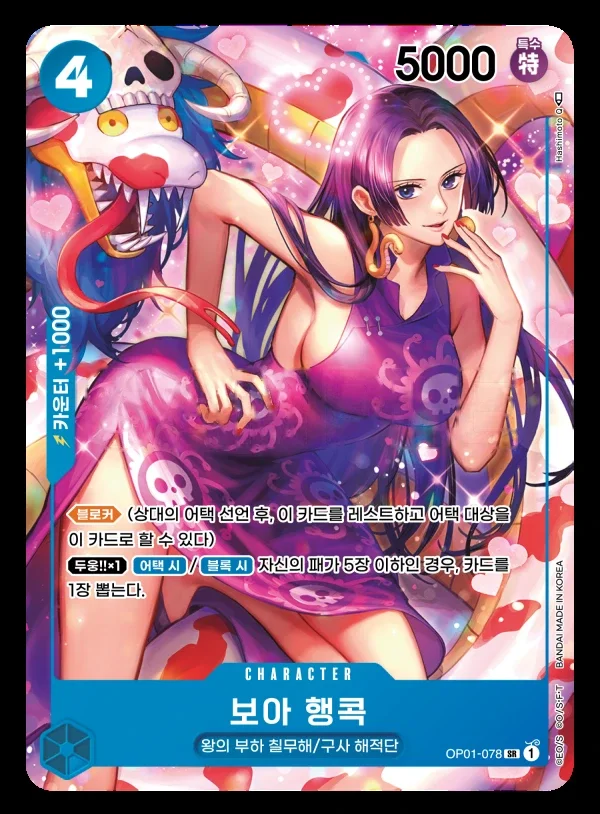 4
5000
특수
特
Hashimoto Q
카운터 +1000
블로커 (상대의 어택 선언 후, 이 카드를 레스트하고 어택 대상을
이 카드로 할 수 있다)
두웅!!×1 어택 시 / 블록 시 자신의 패가 5장 이하인 경우, 카드를
1장 뽑는다.
©EO/S ©O/S·F·T BANDAI MADE IN KOREA
CHARACTER
보아 행콕
왕의 부하 칠무해/구사 해적단
OP01-078 SR 1